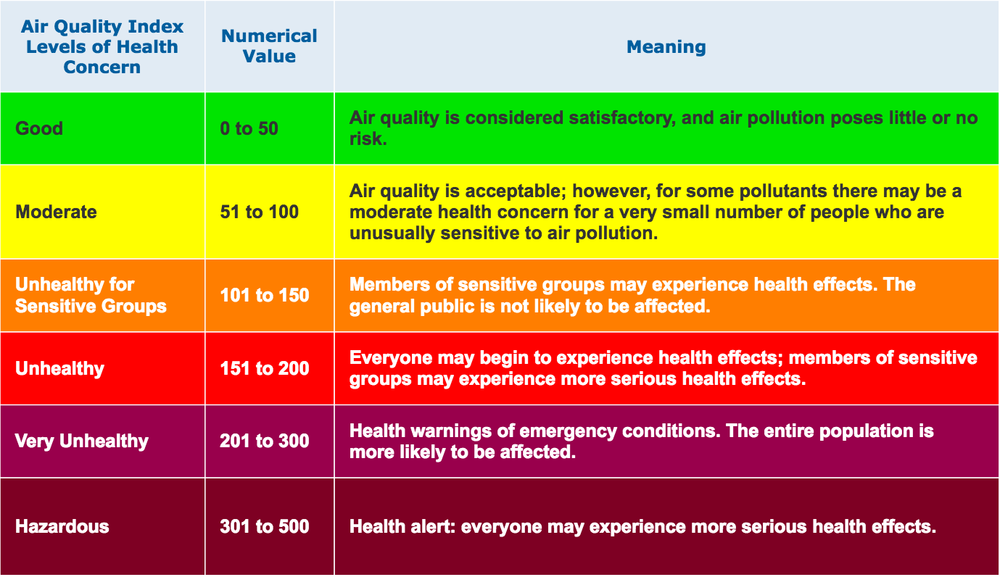 Air Quality Index
Levels of Health
Concern
Numerical
Value
Meaning
Good
0 to 50
Air quality is considered satisfactory, and air pollution poses little or no
risk.
Moderate
51 to 100
Air quality is acceptable; however, for some pollutants there may be a
moderate health concern for a very small number of people who are
unusually sensitive to air pollution.
Unhealthy for
Sensitive Groups
101 to 150
Members of sensitive groups may experience health effects. The
general public is not likely to be affected.
Unhealthy
151 to 200
Everyone may begin to experience health effects; members of sensitive
groups may experience more serious health effects.
Very Unhealthy
201 to 300
Health warnings of emergency conditions. The entire population is
more likely to be affected.
Hazardous
301 to 500
Health alert: everyone may experience more serious health effects.